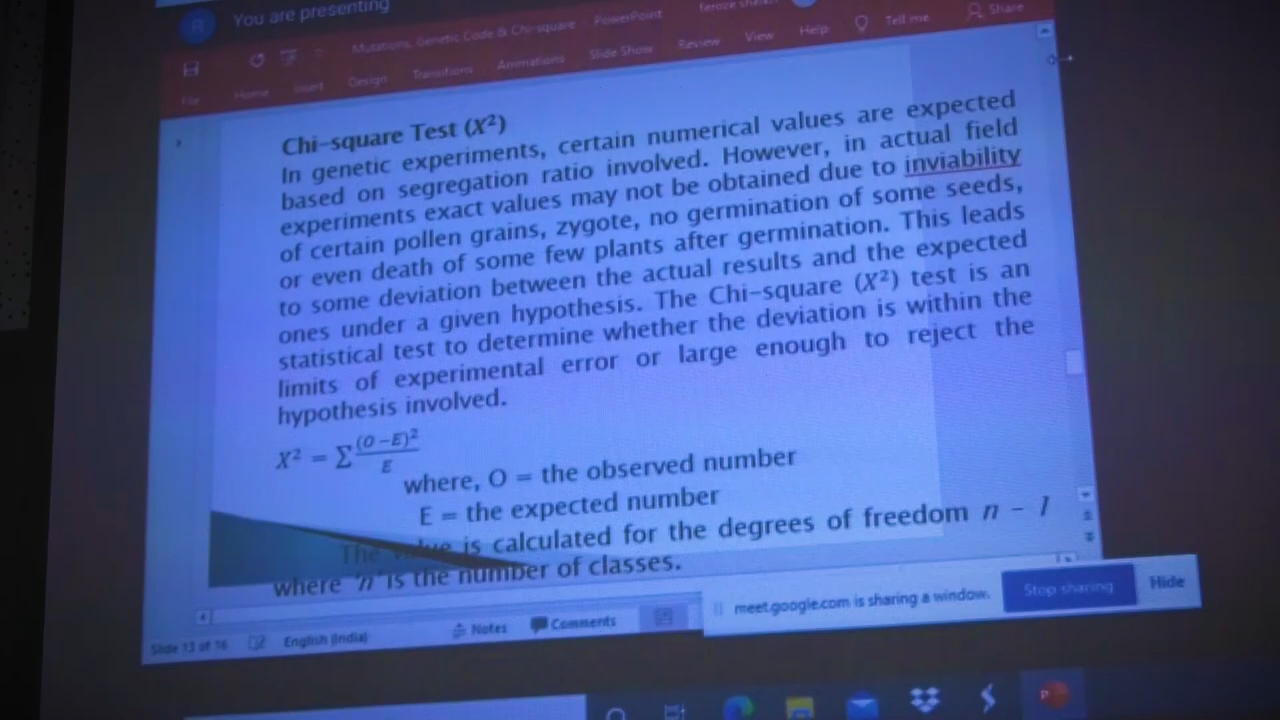 You are presenting
Mutations, Genetic Code & Chi-square - PowerPoint
Tell me
Share
File Home Insert Design Transitions Animations Slide Show Review View Help
Chi-square Test (X²)
In genetic experiments, certain numerical values are expected
based on segregation ratio involved. However, in actual field
experiments exact values may not be obtained due to inviability
of certain pollen grains, zygote, no germination of some seeds,
or even death of some few plants after germination. This leads
to some deviation between the actual results and the expected
ones under a given hypothesis. The Chi-square (X²) test is an
statistical test to determine whether the deviation is within the
limits of experimental error or large enough to reject the
hypothesis involved.
X² = Σ(O-E)²/E
where, O = the observed number
E = the expected number
The value is calculated for the degrees of freedom n - 1
where 'n' is the number of classes.
meet.google.com is sharing a window. Stop sharing Hide
Slide 13 of 16 English (India) Notes Comments